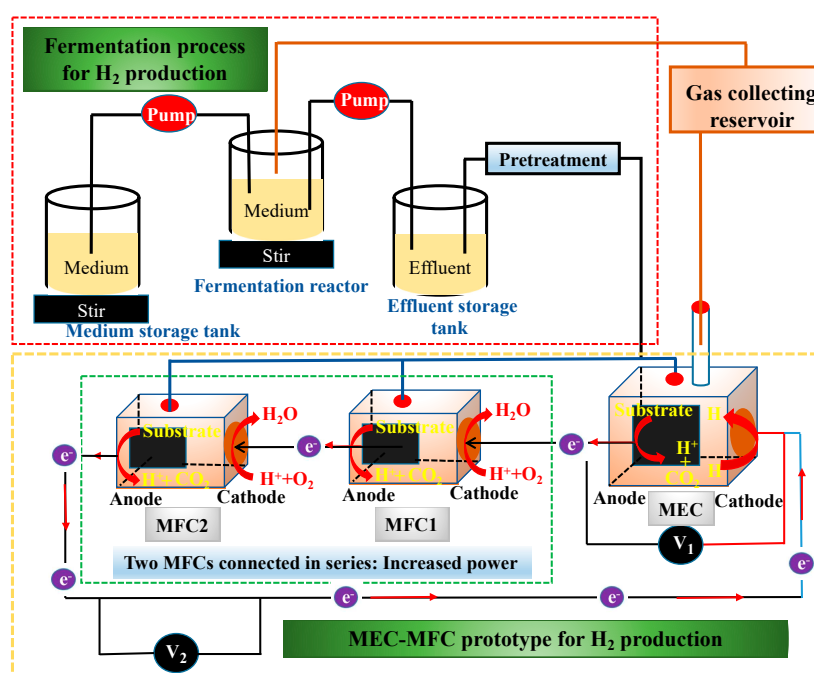 Fermentation process
for H₂ production
Pump
Pump
Gas collecting
reservoir
Pretreatment
Medium
Medium
Effluent
Stir
Stir
Fermentation reactor
Medium storage tank
Effluent storage
tank
H₂O
H₂O
Substrate
Substrate
Substrate
H
e⁻
e⁻
e⁻
e⁻
H⁺+CO₂
H⁺+O₂
H⁺+CO₂
H⁺+O₂
H⁺
+
CO₂
H
Anode
Cathode
Anode
Cathode
Anode
Cathode
MFC2
MFC1
MEC
V₁
Two MFCs connected in series: Increased power
e⁻
e⁻
e⁻
e⁻
V₂
MEC-MFC prototype for H₂ production